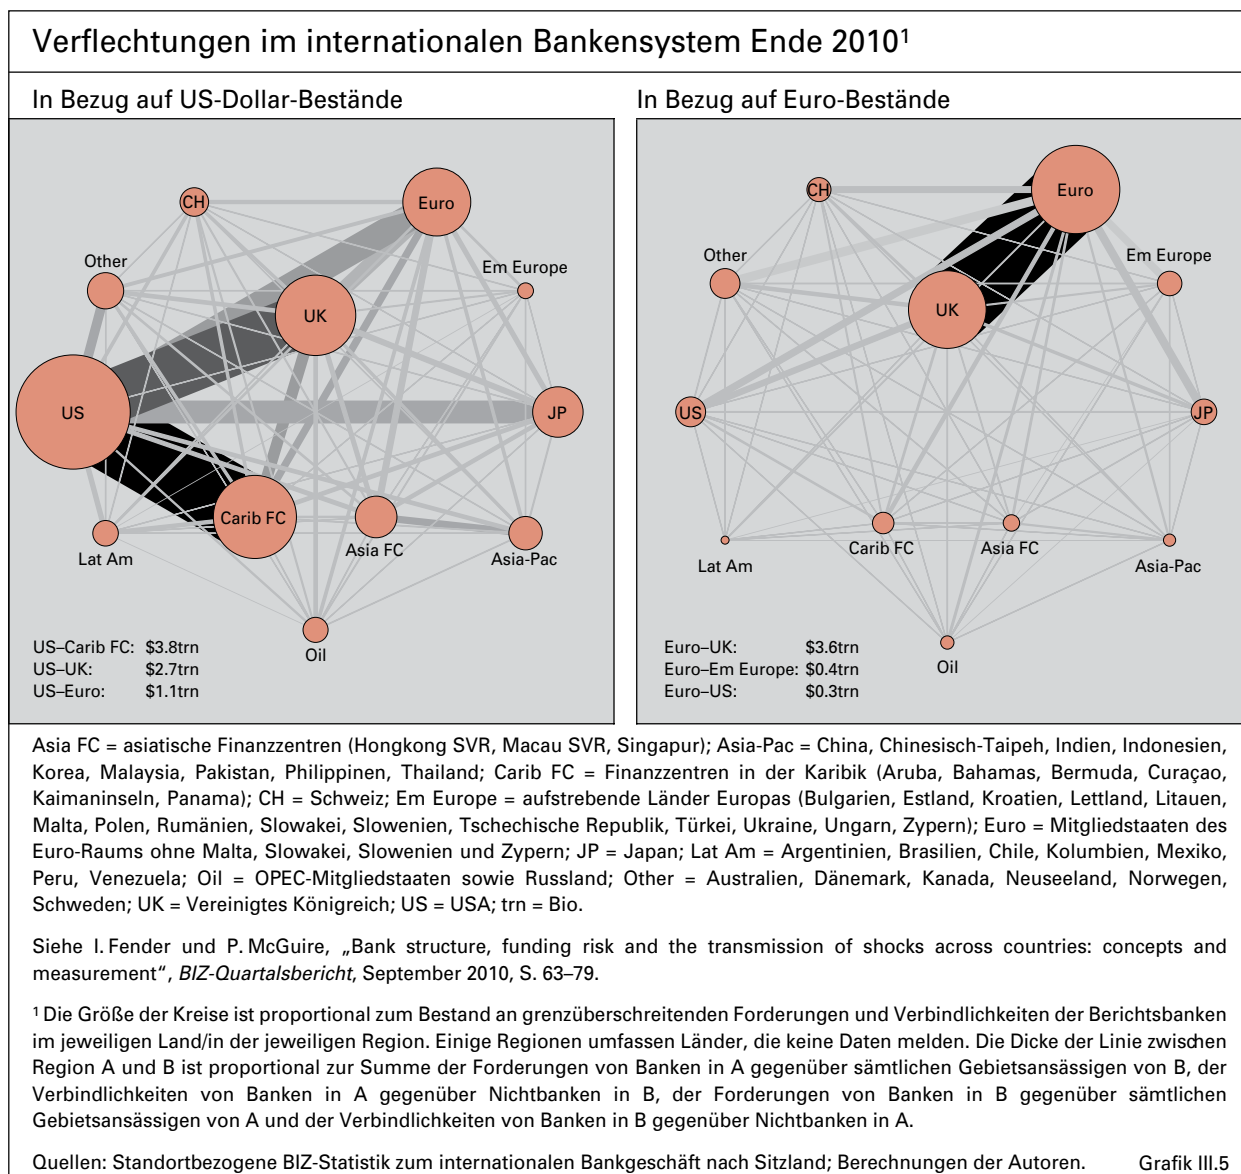 Verflechtungen im internationalen Bankensystem Ende 2010¹
In Bezug auf US-Dollar-Bestände
CH
Euro
Other
Em Europe
UK
US
JP
Carib FC
Lat Am
Asia FC
Asia-Pac
Oil
US–Carib FC: $3.8trn
US–UK: $2.7trn
US–Euro: $1.1trn
In Bezug auf Euro-Bestände
CH
Euro
Other
Em Europe
UK
US
JP
Carib FC
Asia FC
Lat Am
Asia-Pac
Oil
Euro–UK: $3.6trn
Euro–Em Europe: $0.4trn
Euro–US: $0.3trn
Asia FC = asiatische Finanzzentren (Hongkong SVR, Macau SVR, Singapur); Asia-Pac = China, Chinesisch-Taipeh, Indien, Indonesien,
Korea, Malaysia, Pakistan, Philippinen, Thailand; Carib FC = Finanzzentren in der Karibik (Aruba, Bahamas, Bermuda, Curaçao,
Kaimaninseln, Panama); CH = Schweiz; Em Europe = aufstrebende Länder Europas (Bulgarien, Estland, Kroatien, Lettland, Litauen,
Malta, Polen, Rumänien, Slowakei, Slowenien, Tschechische Republik, Türkei, Ukraine, Ungarn, Zypern); Euro = Mitgliedstaaten des
Euro-Raums ohne Malta, Slowakei, Slowenien und Zypern; JP = Japan; Lat Am = Argentinien, Brasilien, Chile, Kolumbien, Mexiko,
Peru, Venezuela; Oil = OPEC-Mitgliedstaaten sowie Russland; Other = Australien, Dänemark, Kanada, Neuseeland, Norwegen,
Schweden; UK = Vereinigtes Königreich; US = USA; trn = Bio.
Siehe I. Fender und P. McGuire, „Bank structure, funding risk and the transmission of shocks across countries: concepts and
measurement“, BIZ-Quartalsbericht, September 2010, S. 63–79.
¹ Die Größe der Kreise ist proportional zum Bestand an grenzüberschreitenden Forderungen und Verbindlichkeiten der Berichtsbanken
im jeweiligen Land/in der jeweiligen Region. Einige Regionen umfassen Länder, die keine Daten melden. Die Dicke der Linie zwischen
Region A und B ist proportional zur Summe der Forderungen von Banken in A gegenüber sämtlichen Gebietsansässigen von B, der
Verbindlichkeiten von Banken in A gegenüber Nichtbanken in B, der Forderungen von Banken in B gegenüber sämtlichen
Gebietsansässigen von A und der Verbindlichkeiten von Banken in B gegenüber Nichtbanken in A.
Quellen: Standortbezogene BIZ-Statistik zum internationalen Bankgeschäft nach Sitzland; Berechnungen der Autoren. Grafik III.5